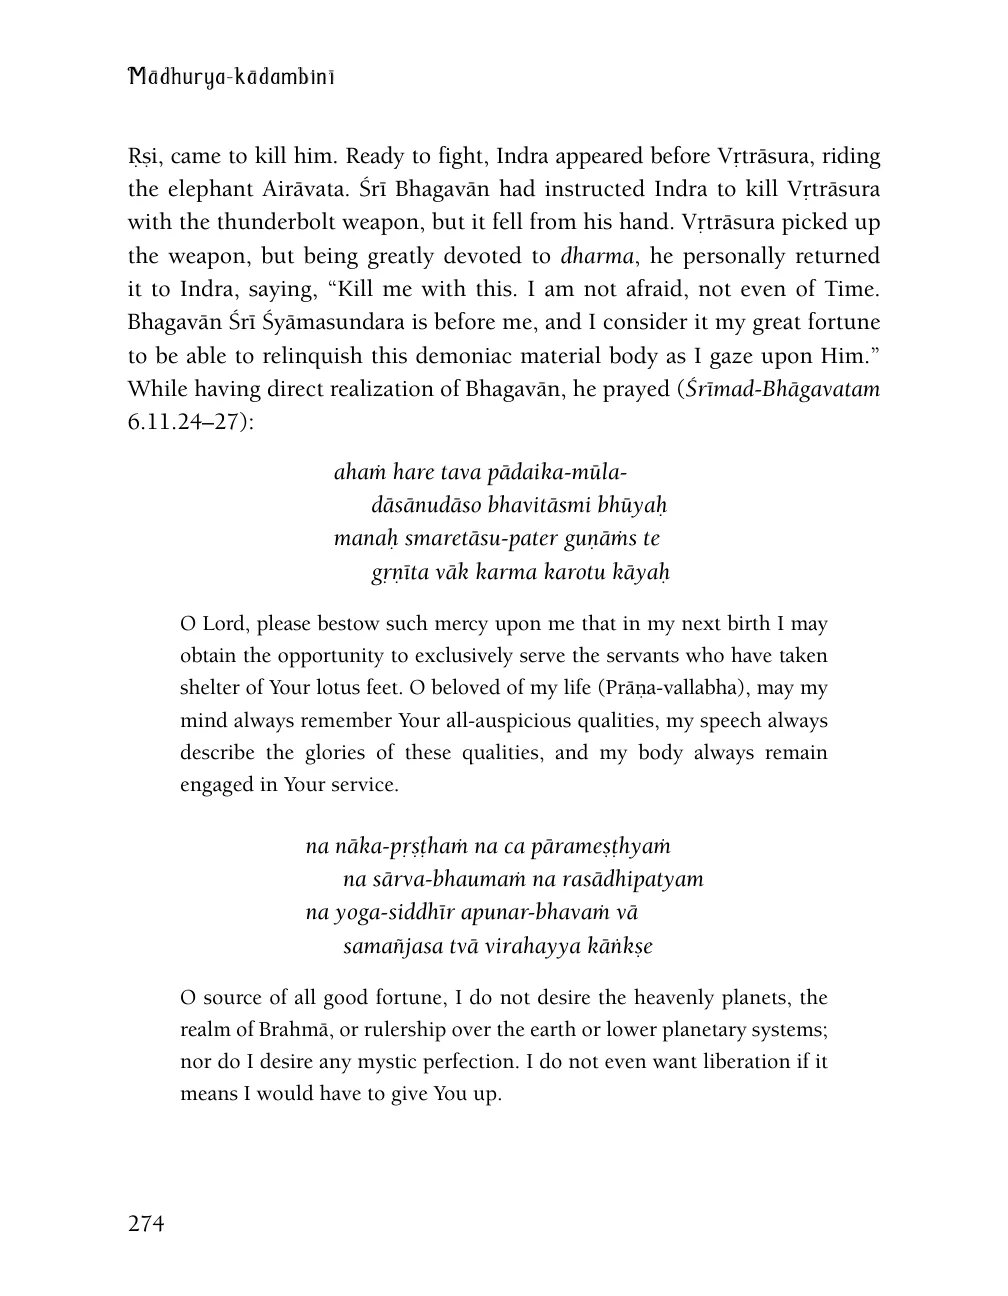 Mādhurya-kādambinī
Ṛṣi, came to kill him. Ready to fight, Indra appeared before Vṛtrāsura, riding
the elephant Airāvata. Śrī Bhagavān had instructed Indra to kill Vṛtrāsura
with the thunderbolt weapon, but it fell from his hand. Vṛtrāsura picked up
the weapon, but being greatly devoted to dharma, he personally returned
it to Indra, saying, “Kill me with this. I am not afraid, not even of Time.
Bhagavān Śrī Śyāmasundara is before me, and I consider it my great fortune
to be able to relinquish this demoniac material body as I gaze upon Him.”
While having direct realization of Bhagavān, he prayed (Śrīmad-Bhāgavatam
6.11.24–27):
ahaṁ hare tava pādaika-mūla-
dāsānudāso bhavitāsmi bhūyaḥ
manaḥ smaretāsu-pater guṇāṁs te
gṛṇīta vāk karma karotu kāyaḥ
O Lord, please bestow such mercy upon me that in my next birth I may
obtain the opportunity to exclusively serve the servants who have taken
shelter of Your lotus feet. O beloved of my life (Prāṇa-vallabha), may my
mind always remember Your all-auspicious qualities, my speech always
describe the glories of these qualities, and my body always remain
engaged in Your service.
na nāka-pṛṣṭhaṁ na ca pārameṣṭhyaṁ
na sārva-bhaumaṁ na rasādhipatyam
na yoga-siddhīr apunar-bhavaṁ vā
samañjasa tvā virahayya kāṅkṣe
O source of all good fortune, I do not desire the heavenly planets, the
realm of Brahmā, or rulership over the earth or lower planetary systems;
nor do I desire any mystic perfection. I do not even want liberation if it
means I would have to give You up.
274